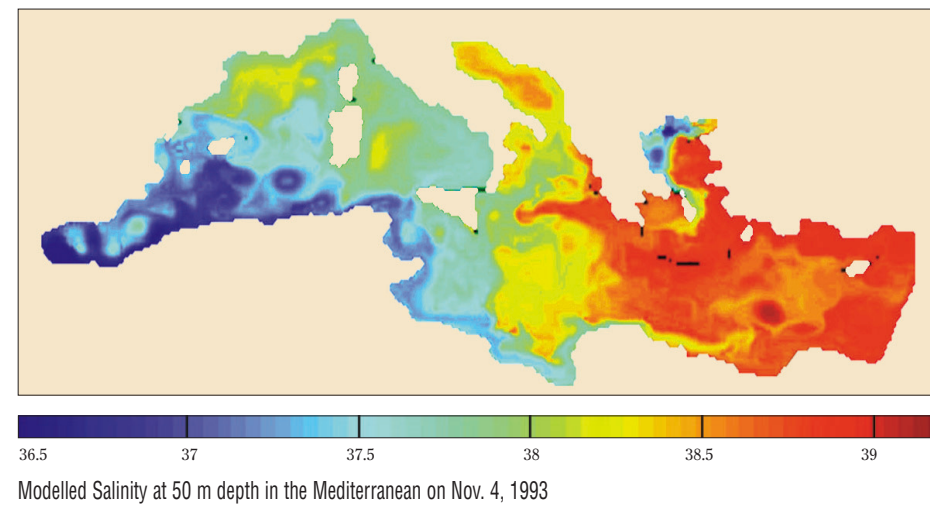 36.5 37 37.5 38 38.5 39
Modelled Salinity at 50 m depth in the Mediterranean on Nov. 4, 1993